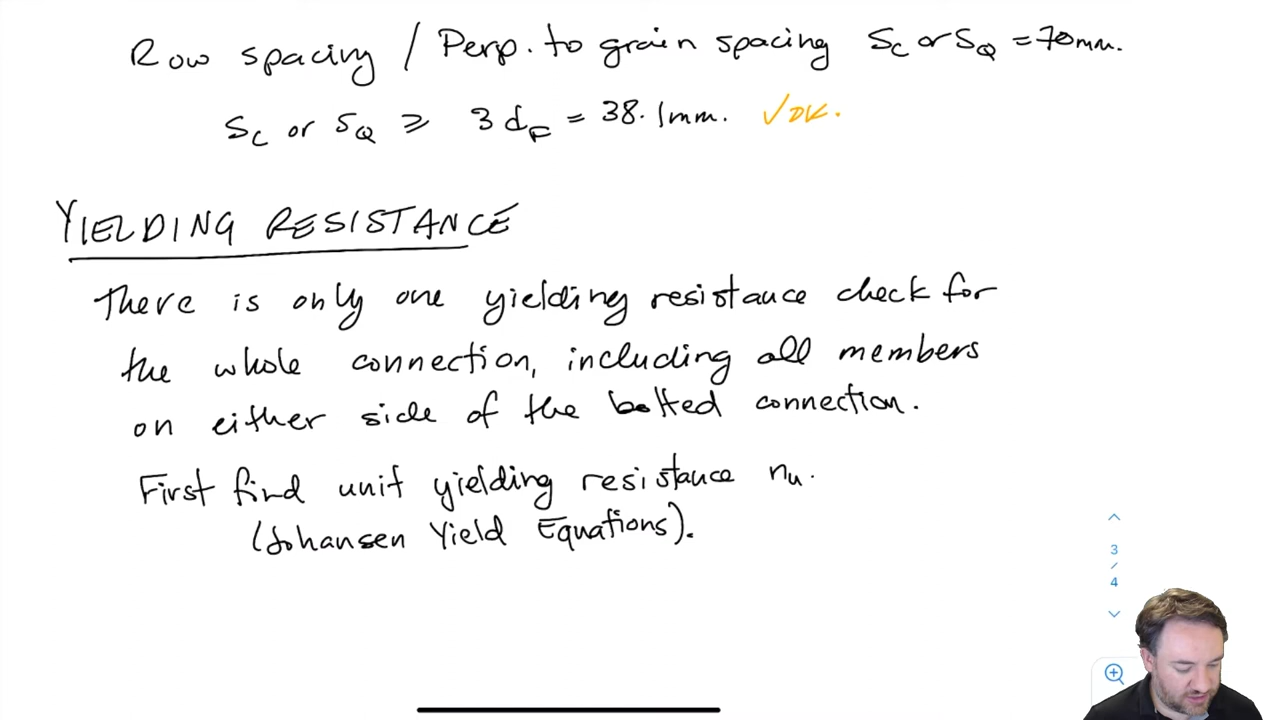 Row spacing / Perp. to grain spacing Sc or SQ = 70mm.
Sc or SQ ≥ 3 dF = 38.1mm. ✓OK.
YIELDING RESISTANCE
There is only one yielding resistance check for
the whole connection, including all members
on either side of the bolted connection.
First find unit yielding resistance nu.
(Johansen Yield Equations).
3
/
4